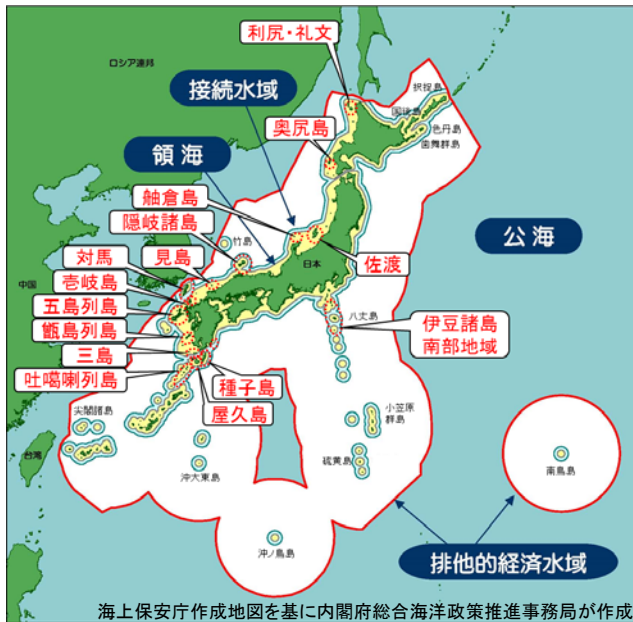 利尻・礼文
ロシア連邦
接続水域
択捉島
国後島
奥尻島
色丹島
歯舞群島
領海
舳倉島
隠岐諸島
竹島
公海
対馬
見島
佐渡
日本
中国
壱岐島
五島列島
八丈島
伊豆諸島
南部地域
甑島列島
三島
吐噶喇列島
種子島
屋久島
尖閣諸島
小笠原
群島
台湾
沖大東島
硫黄島
南鳥島
沖ノ鳥島
排他的経済水域
海上保安庁作成地図を基に内閣府総合海洋政策推進事務局が作成